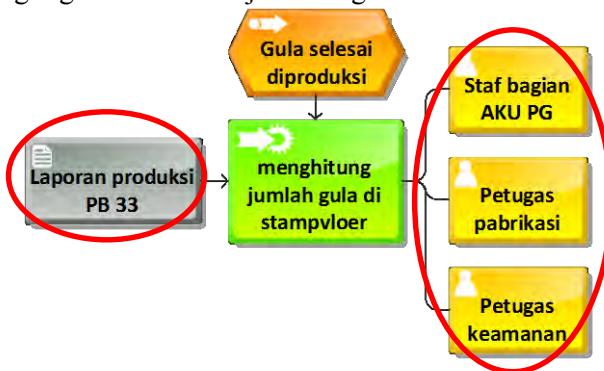 Gula selesai
diproduksi
Laporan produksi
PB 33
menghitung
jumlah gula di
stampvloer
Staf bagian
AKU PG
Petugas
pabrikasi
Petugas
keamanan